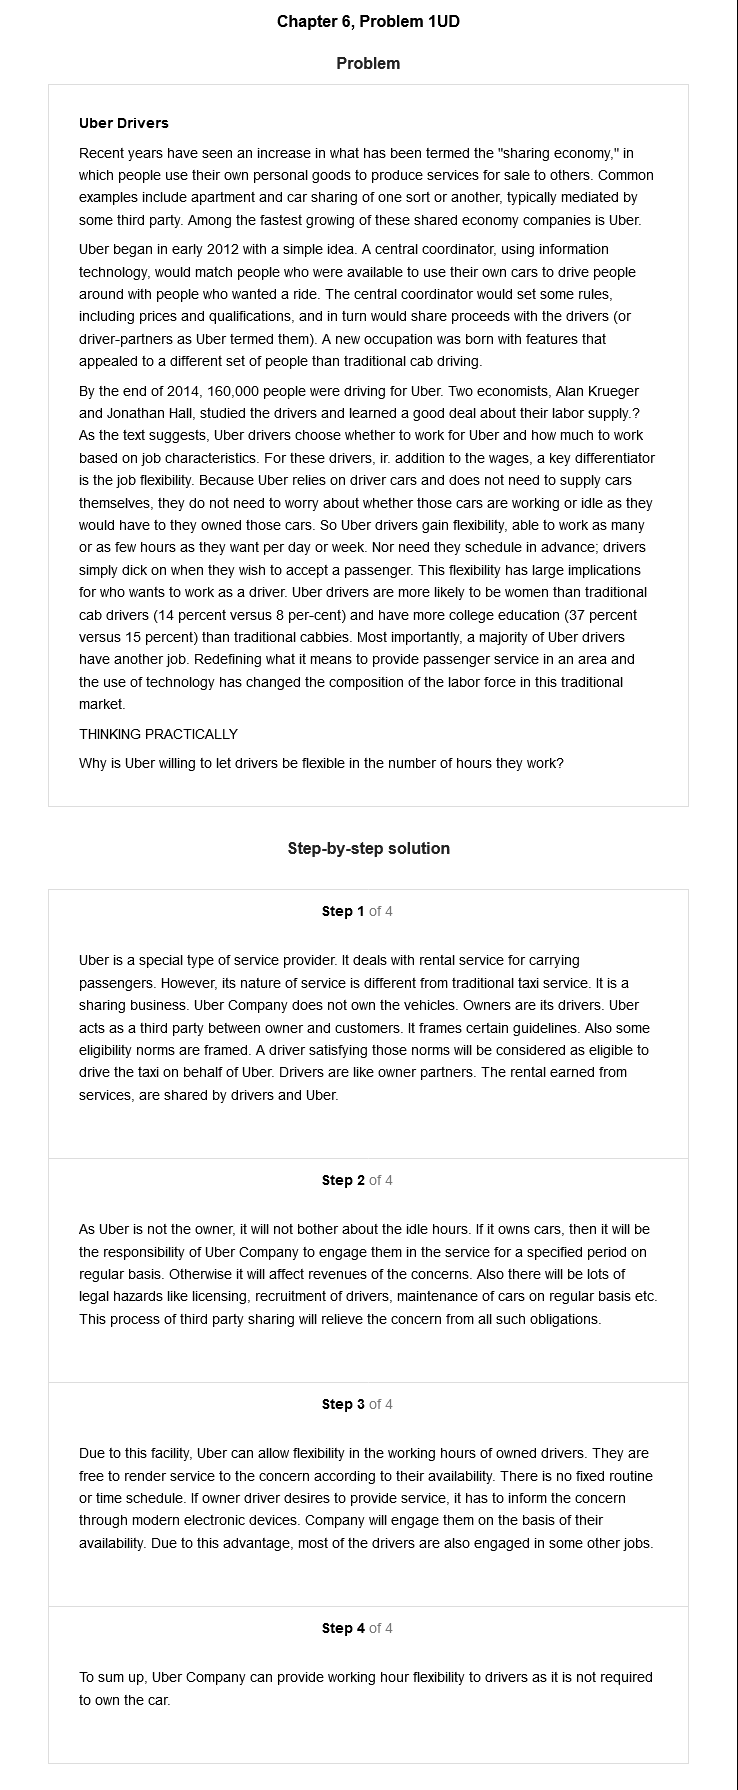 Chapter 6, Problem 1UD
Problem
Uber Drivers
Recent years have seen an increase in what has been termed the "sharing economy," in
which people use their own personal goods to produce services for sale to others. Common
examples include apartment and car sharing of one sort or another, typically mediated by
some third party. Among the fastest growing of these shared economy companies is Uber.
Uber began in early 2012 with a simple idea. A central coordinator, using information
technology, would match people who were available to use their own cars to drive people
around with people who wanted a ride. The central coordinator would set some rules,
including prices and qualifications, and in turn would share proceeds with the drivers (or
driver-partners as Uber termed them). A new occupation was born with features that
appealed to a different set of people than traditional cab driving.
By the end of 2014, 160,000 people were driving for Uber. Two economists, Alan Krueger
and Jonathan Hall, studied the drivers and learned a good deal about their labor supply.?
As the text suggests, Uber drivers choose whether to work for Uber and how much to work
based on job characteristics. For these drivers, ir. addition to the wages, a key differentiator
is the job flexibility. Because Uber relies on driver cars and does not need to supply cars
themselves, they do not need to worry about whether those cars are working or idle as they
would have to they owned those cars. So Uber drivers gain flexibility, able to work as many
or as few hours as they want per day or week. Nor need they schedule in advance; drivers
simply dick on when they wish to accept a passenger. This flexibility has large implications
for who wants to work as a driver. Uber drivers are more likely to be women than traditional
cab drivers (14 percent versus 8 per-cent) and have more college education (37 percent
versus 15 percent) than traditional cabbies. Most importantly, a majority of Uber drivers
have another job. Redefining what it means to provide passenger service in an area and
the use of technology has changed the composition of the labor force in this traditional
market.
THINKING PRACTICALLY
Why is Uber willing to let drivers be flexible in the number of hours they work?
Step-by-step solution
Step 1 of 4
Uber is a special type of service provider. It deals with rental service for carrying
passengers. However, its nature of service is different from traditional taxi service. It is a
sharing business. Uber Company does not own the vehicles. Owners are its drivers. Uber
acts as a third party between owner and customers. It frames certain guidelines. Also some
eligibility norms are framed. A driver satisfying those norms will be considered as eligible to
drive the taxi on behalf of Uber. Drivers are like owner partners. The rental earned from
services, are shared by drivers and Uber.
Step 2 of 4
As Uber is not the owner, it will not bother about the idle hours. If it owns cars, then it will be
the responsibility of Uber Company to engage them in the service for a specified period on
regular basis. Otherwise it will affect revenues of the concerns. Also there will be lots of
legal hazards like licensing, recruitment of drivers, maintenance of cars on regular basis etc.
This process of third party sharing will relieve the concern from all such obligations.
Step 3 of 4
Due to this facility, Uber can allow flexibility in the working hours of owned drivers. They are
free to render service to the concern according to their availability. There is no fixed routine
or time schedule. If owner driver desires to provide service, it has to inform the concern
through modern electronic devices. Company will engage them on the basis of their
availability. Due to this advantage, most of the drivers are also engaged in some other jobs.
Step 4 of 4
To sum up, Uber Company can provide working hour flexibility to drivers as it is not required
to own the car.